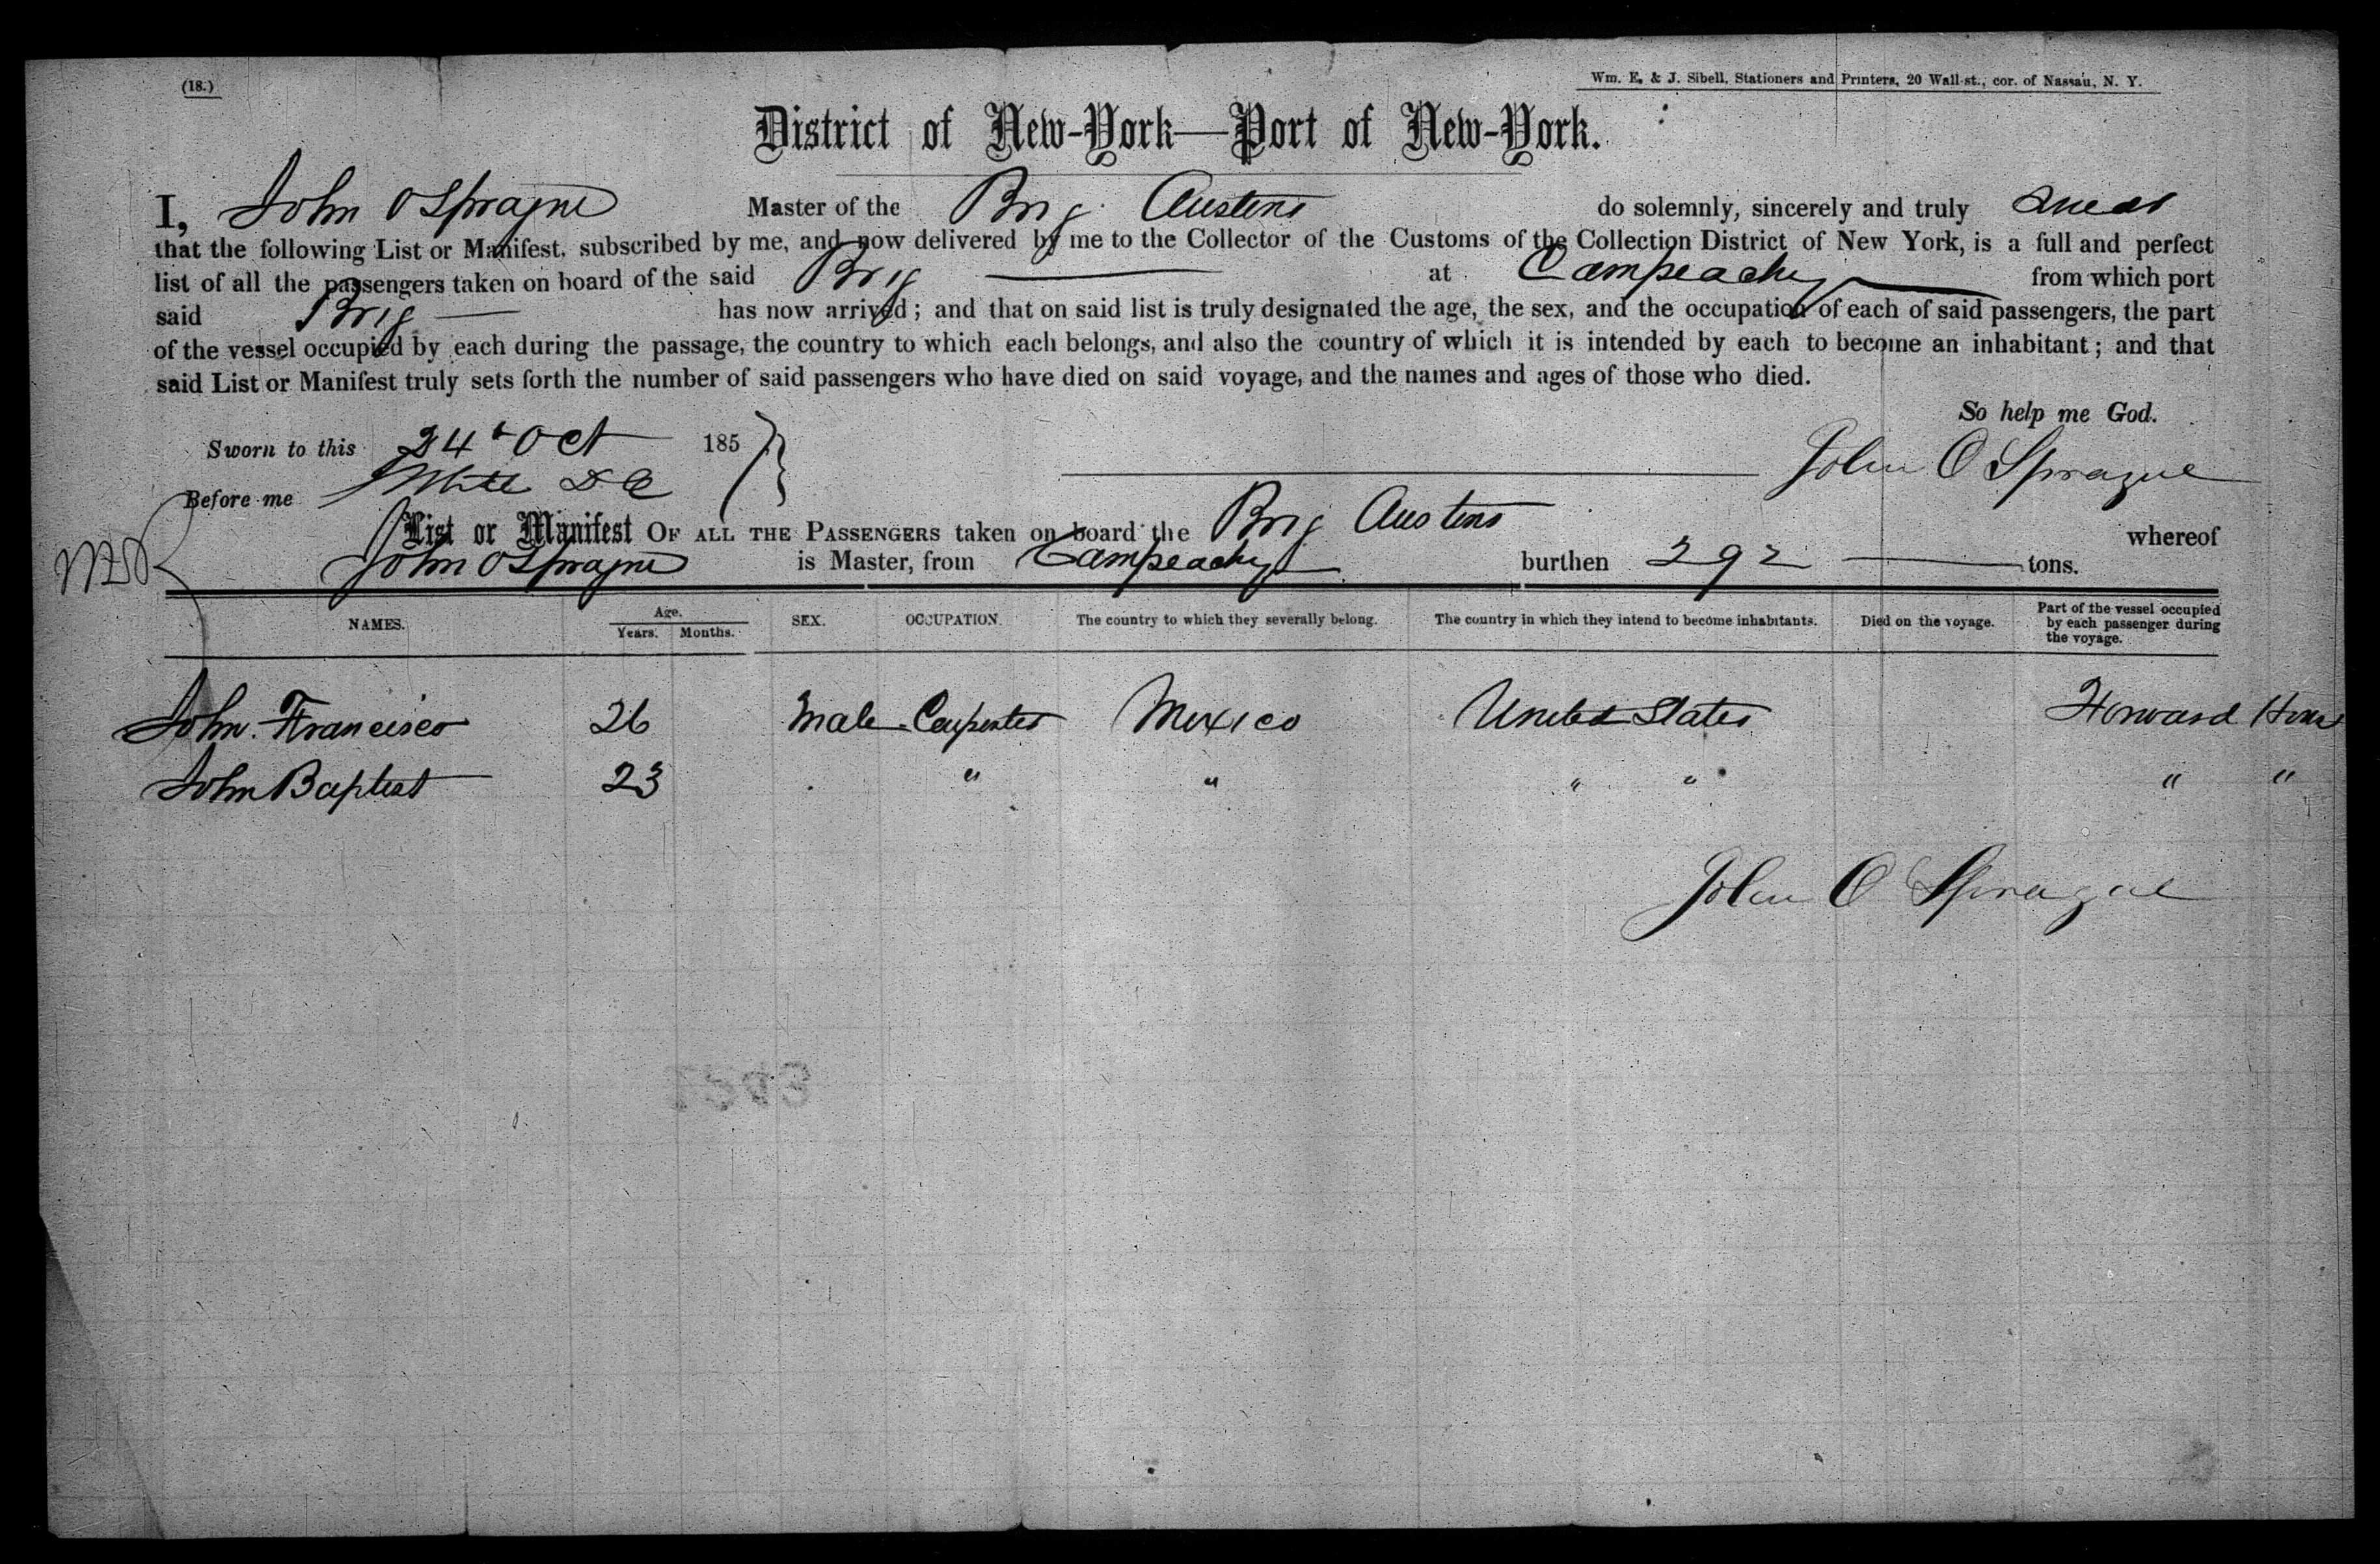 (18.)
Wm. E. & J. Sibell, Stationers and Printers, 20 Wall-st., cor. of Nassau, N. Y.
District of New-York—Port of New-York.
I, John O Sprague Master of the Brig Austens do solemnly, sincerely and truly swear
that the following List or Manifest, subscribed by me, and now delivered by me to the Collector of the Customs of the Collection District of New York, is a full and perfect
list of all the passengers taken on board of the said Brig at Campeachy from which port
said Brig has now arrived; and that on said list is truly designated the age, the sex, and the occupation of each of said passengers, the part
of the vessel occupied by each during the passage, the country to which each belongs, and also the country of which it is intended by each to become an inhabitant; and that
said List or Manifest truly sets forth the number of said passengers who have died on said voyage, and the names and ages of those who died.
So help me God.
Sworn to this 24 Oct 185
John O Sprague
Before me White
List or Manifest OF ALL THE PASSENGERS taken on board the Brig Austens whereof
John O Sprague is Master, from Campeachy burthen 292 tons.
NAMES. Age. Years. Months. SEX. OCCUPATION. The country to which they severally belong. The country in which they intend to become inhabitants. Died on the voyage. Part of the vessel occupied by each passenger during the voyage.
John Francisco 26 Male Carpenter Mexico United States Forward House
John Baptist 23 " " " " " "
John O Sprague